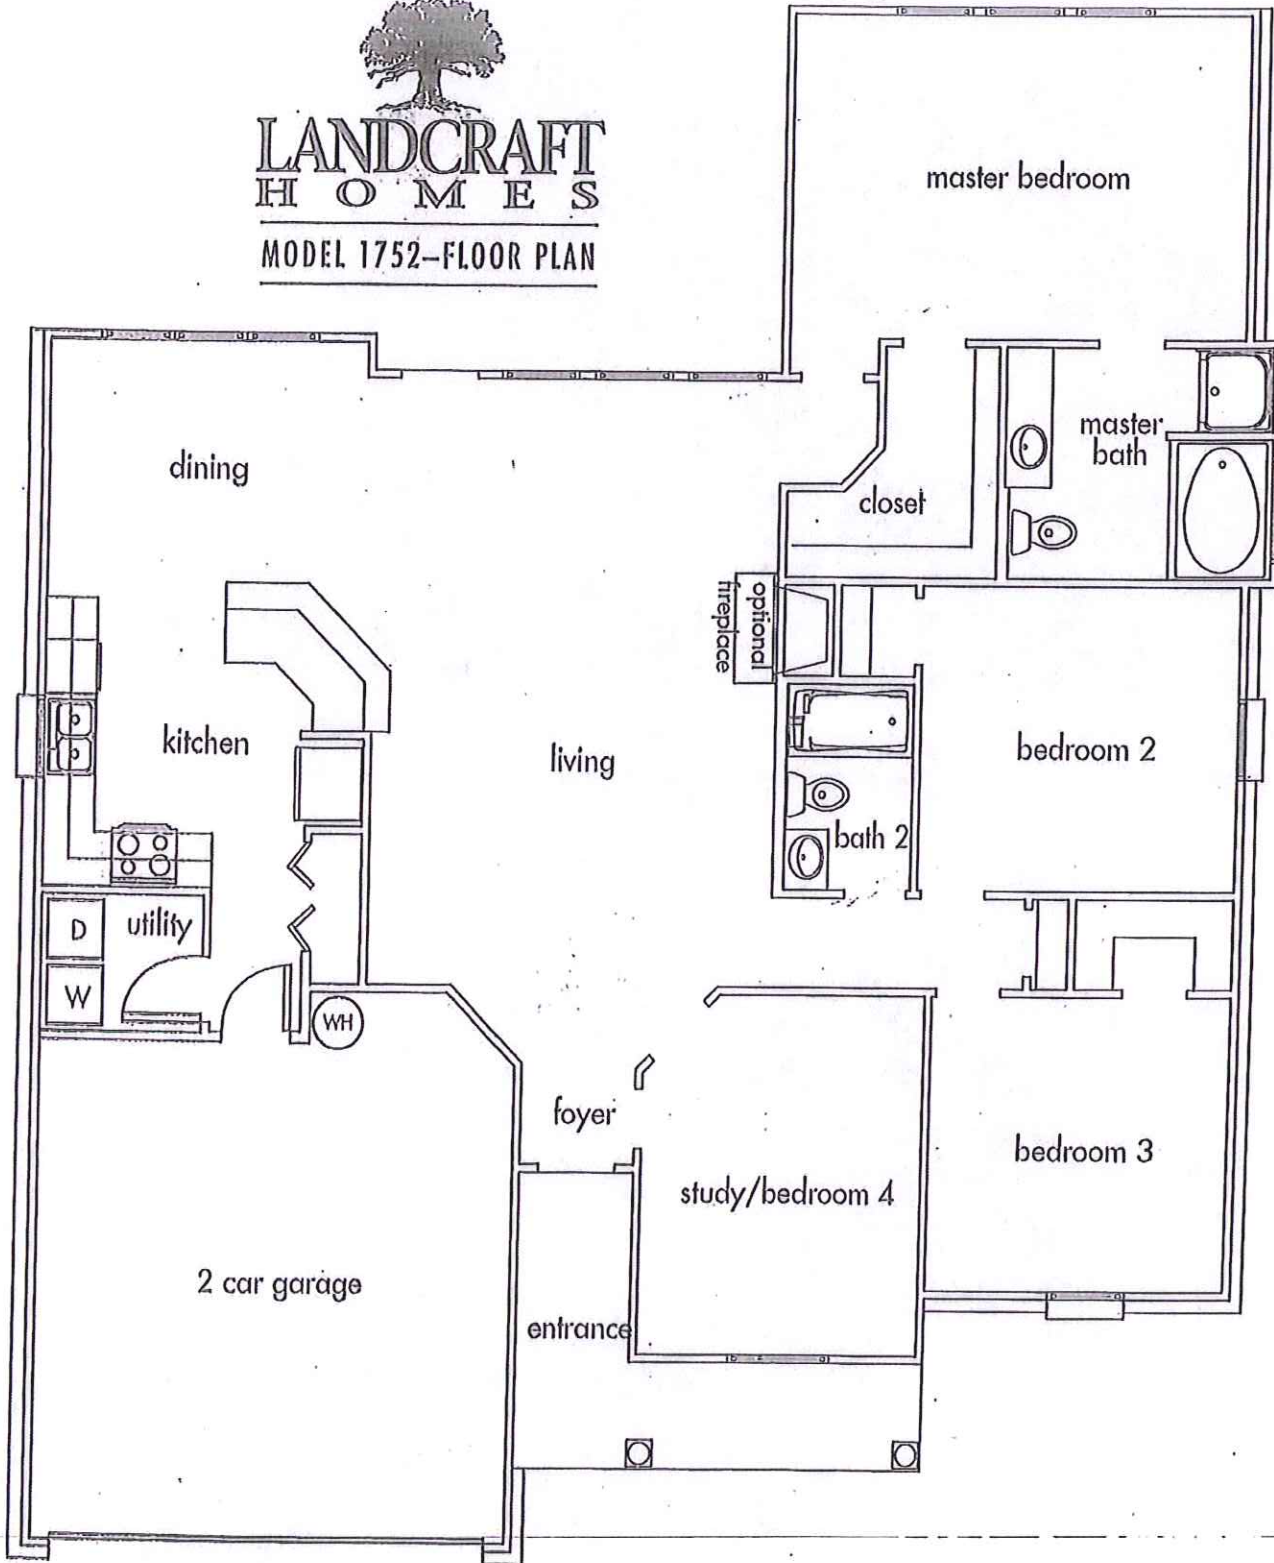 LANDCRAFT
HOMES
MODEL 1752–FLOOR PLAN
master bedroom
dining
master
bath
closet
optional
fireplace
kitchen
living
bedroom 2
bath 2
D
utility
W
WH
foyer
bedroom 3
study/bedroom 4
2 car garage
entrance